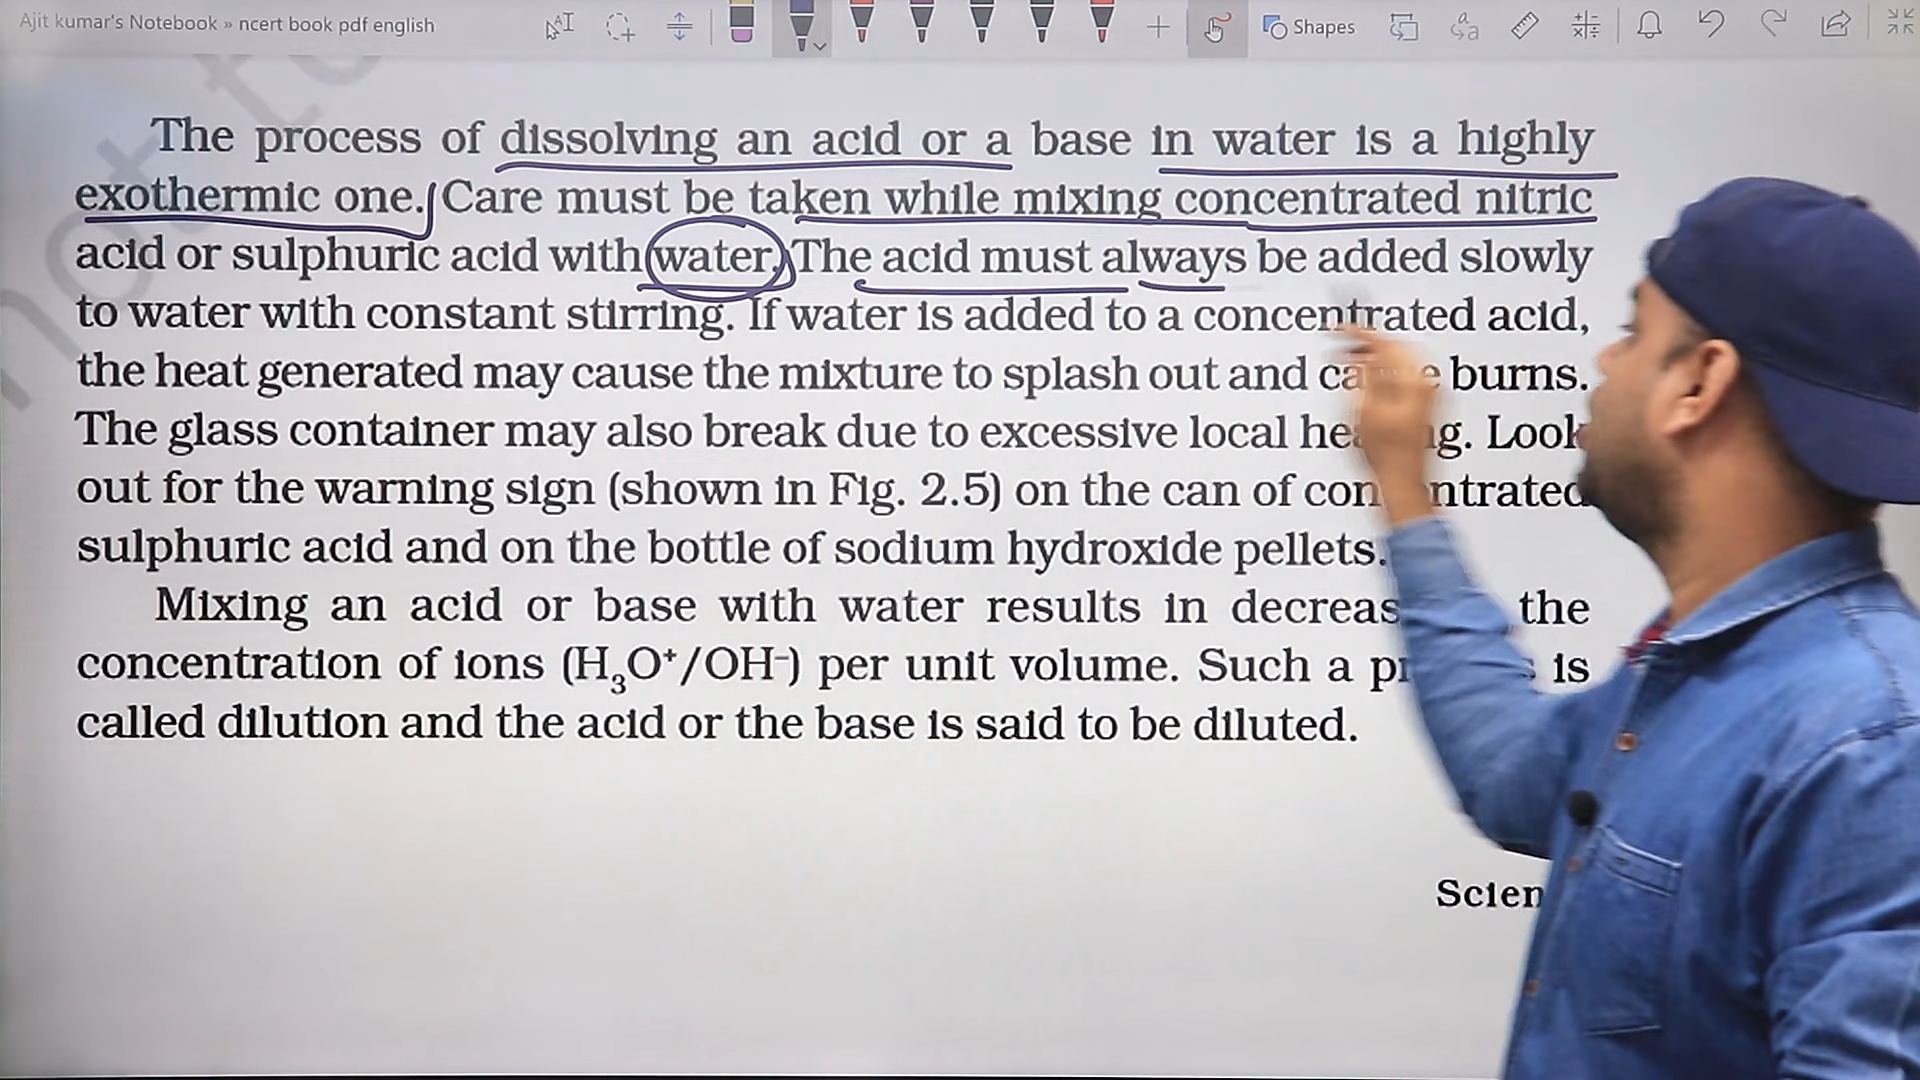 Ajit kumar's Notebook » ncert book pdf english
Shapes
not to
The process of dissolving an acid or a base in water is a highly
exothermic one. Care must be taken while mixing concentrated nitric
acid or sulphuric acid with water. The acid must always be added slowly
to water with constant stirring. If water is added to a concentrated acid,
the heat generated may cause the mixture to splash out and burns.
The glass container may also break due to excessive local Look
out for the warning sign (shown in Fig. 2.5) on the can of
sulphuric acid and on the bottle of sodium hydroxide pellets.
Mixing an acid or base with water results in the
concentration of ions (H₃O⁺/OH⁻) per unit volume. Such a is
called dilution and the acid or the base is said to be diluted.